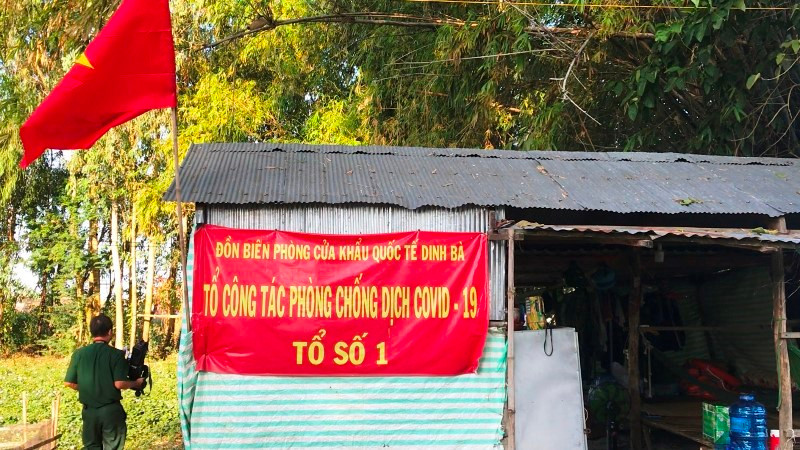 ĐỒN BIÊN PHÒNG CỬA KHẨU QUỐC TẾ DINH BÀ
TỔ CÔNG TÁC PHÒNG CHỐNG DỊCH COVID - 19
TỔ SỐ 1